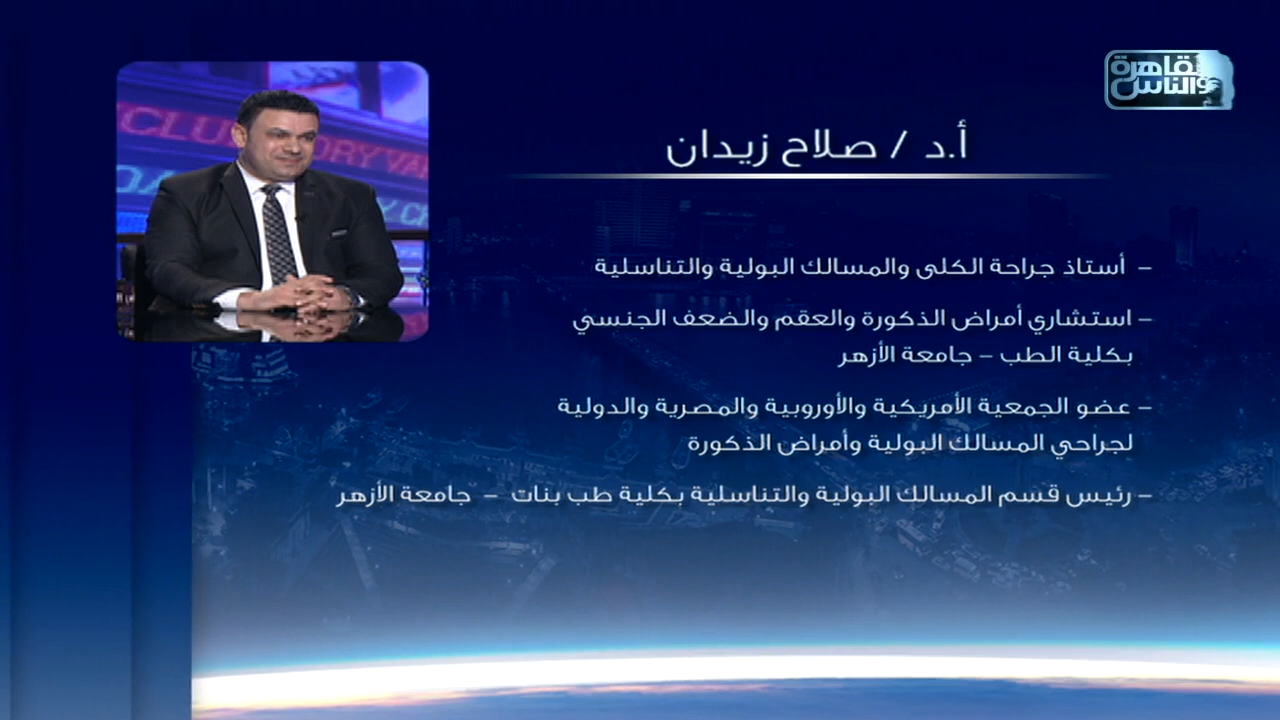 القاهرة
والناس
أ.د / صلاح زيدان
- أستاذ جراحة الكلى والمسالك البولية والتناسلية
- استشاري أمراض الذكورة والعقم والضعف الجنسي
بكلية الطب - جامعة الأزهر
- عضو الجمعية الأمريكية والأوروبية والمصرية والدولية
لجراحي المسالك البولية وأمراض الذكورة
- رئيس قسم المسالك البولية والتناسلية بكلية طب بنات - جامعة الأزهر